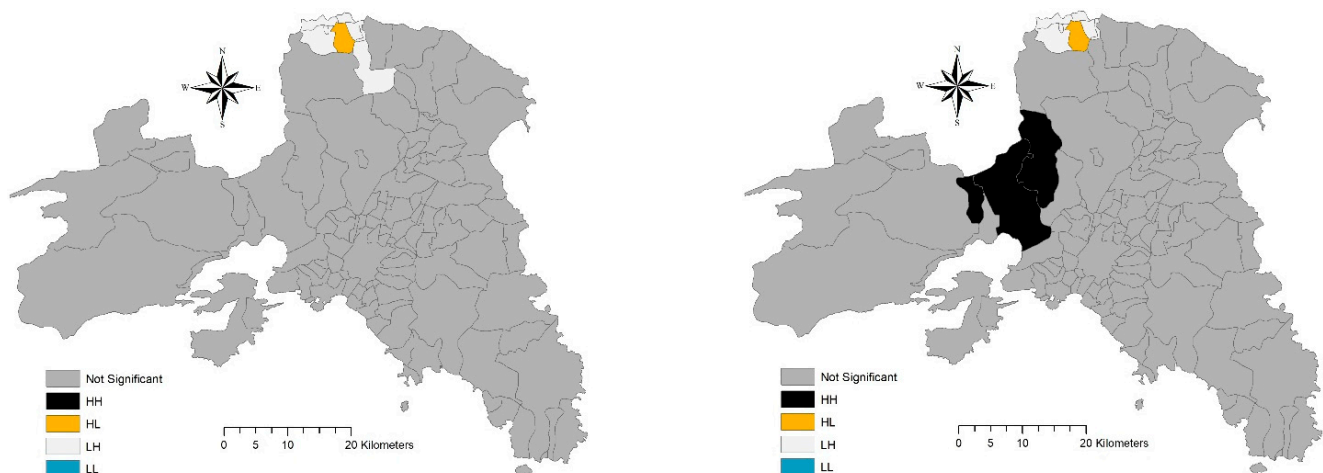 N
W E
S
Not Significant
HH
HL
LH
LL
0 5 10 20 Kilometers
N
W E
S
Not Significant
HH
HL
LH
LL
0 5 10 20 Kilometers